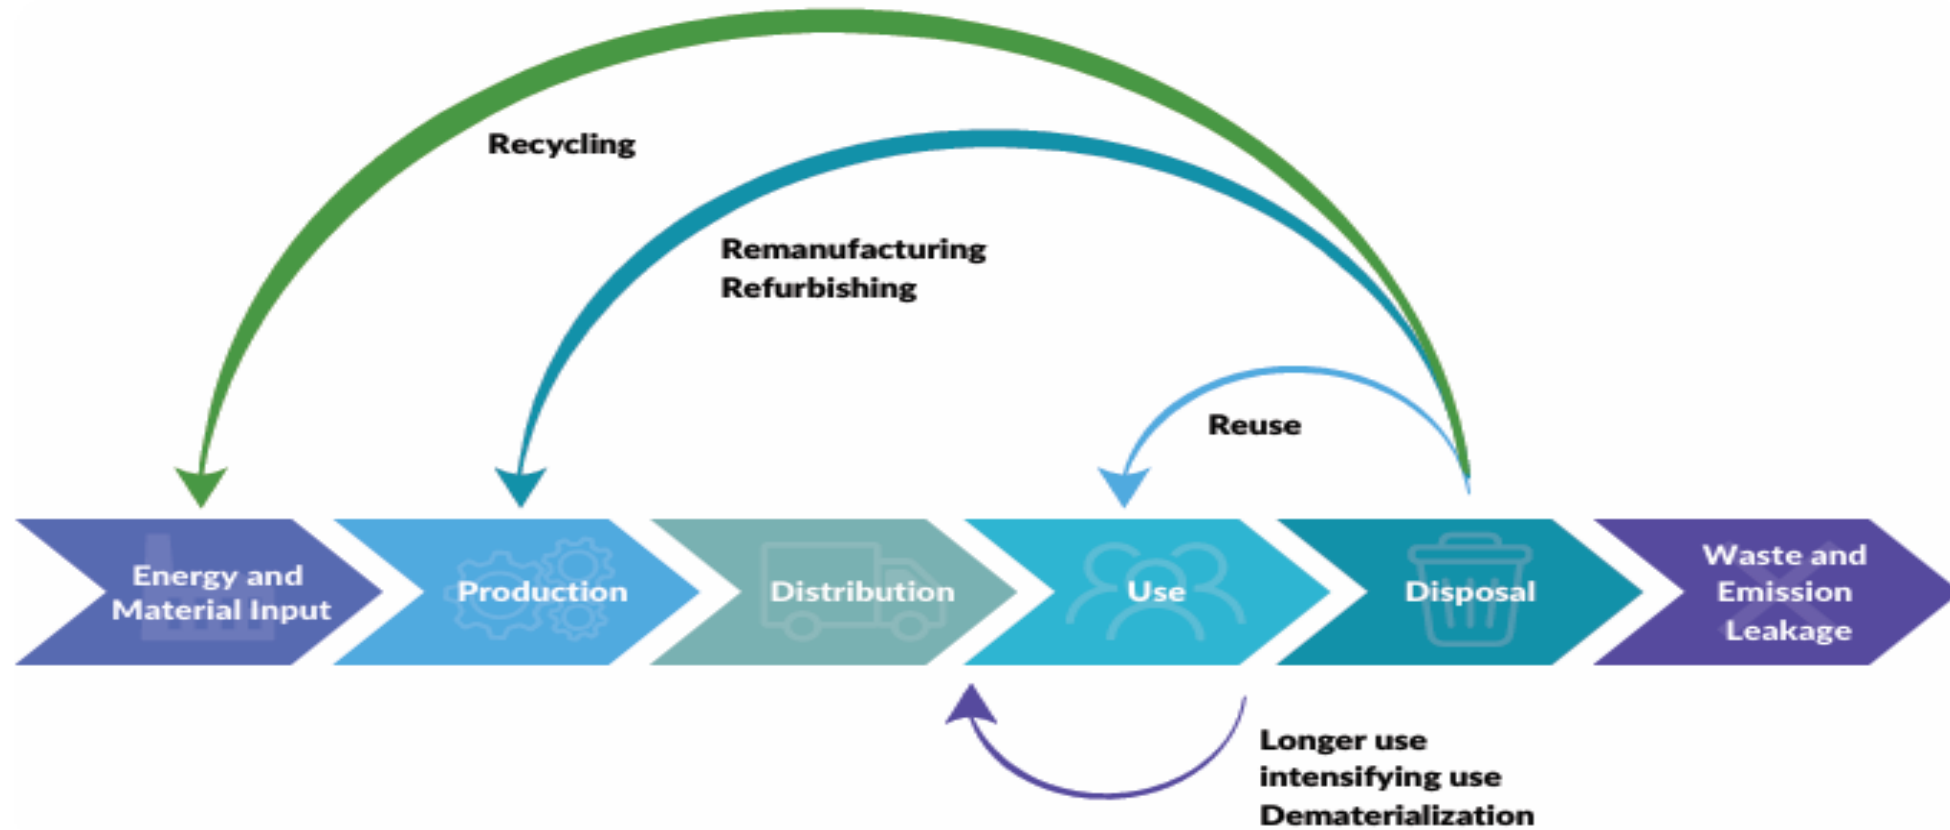 Recycling
Remanufacturing
Refurbishing
Reuse
Energy and
Material Input
Production
Distribution
Use
Disposal
Waste and
Emission
Leakage
Longer use
intensifying use
Dematerialization